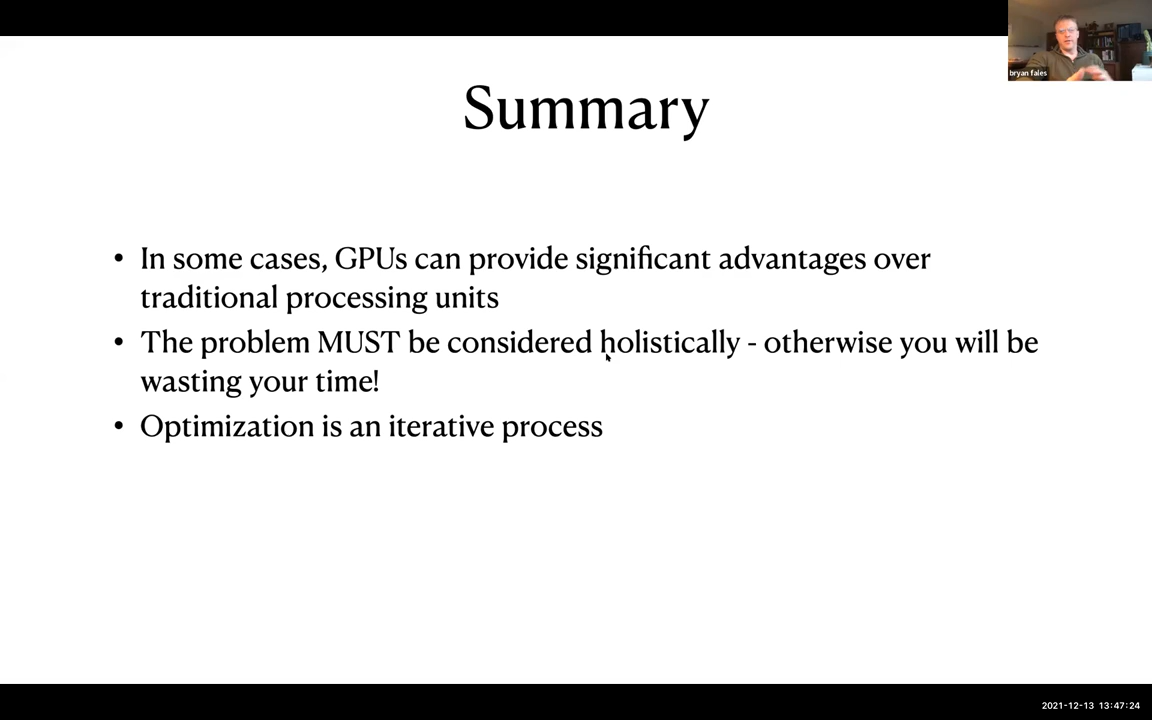 bryan fales
Summary
• In some cases, GPUs can provide significant advantages over
traditional processing units
• The problem MUST be considered holistically - otherwise you will be
wasting your time!
• Optimization is an iterative process
2021-12-13 13:47:24